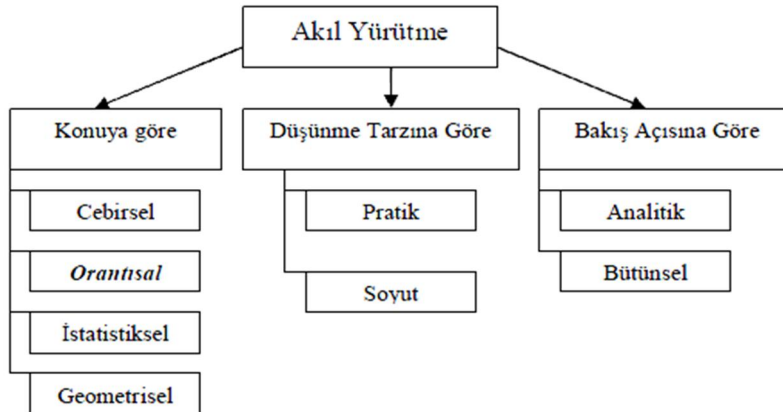 Akıl Yürütme
Konuya göre
Cebirsel
Orantısal
İstatistiksel
Geometrisel
Düşünme Tarzına Göre
Pratik
Soyut
Bakış Açısına Göre
Analitik
Bütünsel